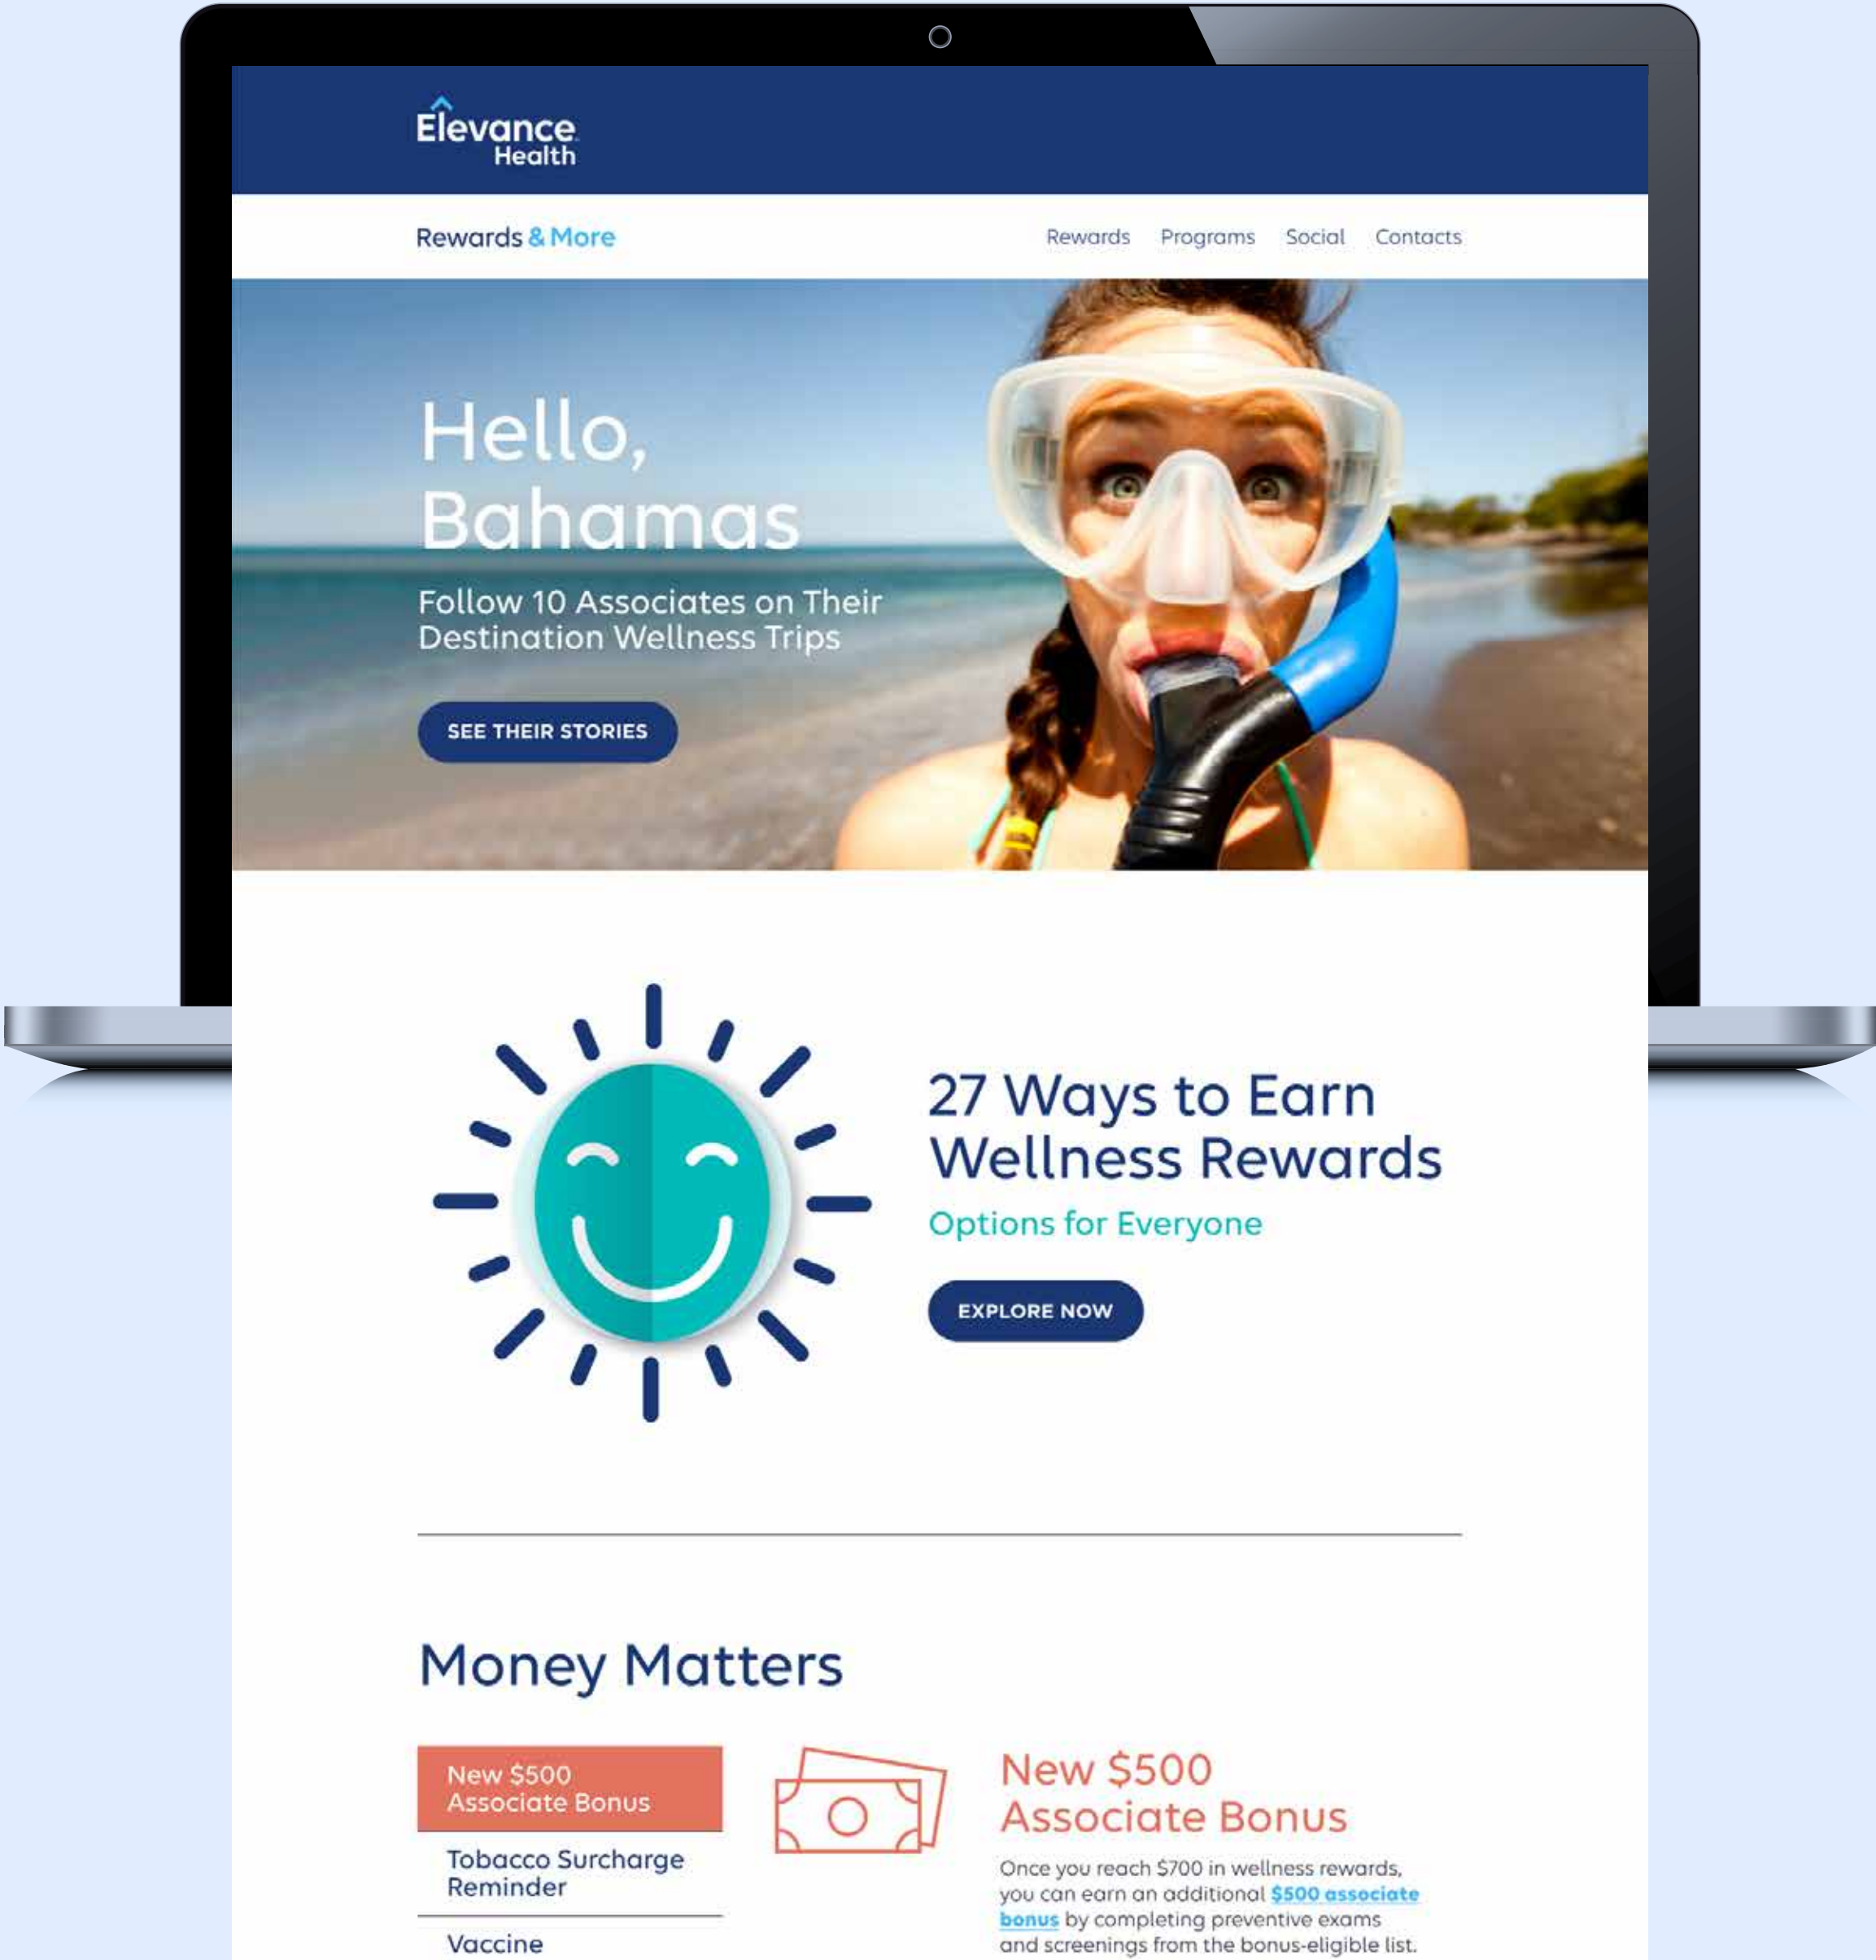 Elevance
Health
Rewards & More
Rewards Programs Social Contacts
Hello,
Bahamas
Follow 10 Associates on Their
Destination Wellness Trips
SEE THEIR STORIES
27 Ways to Earn
Wellness Rewards
Options for Everyone
EXPLORE NOW
Money Matters
New $500
Associate Bonus
Tobacco Surcharge
Reminder
Vaccine
New $500
Associate Bonus
Once you reach $700 in wellness rewards,
you can earn an additional $500 associate
bonus by completing preventive exams
and screenings from the bonus-eligible list.